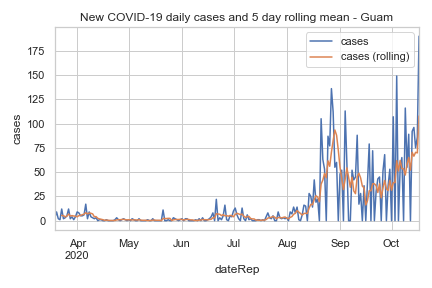 New COVID-19 daily cases and 5 day rolling mean - Guam
cases
cases (rolling)
175
150
125
100
75
50
25
0
cases
Apr
2020
May
Jun
Jul
Aug
Sep
Oct
dateRep